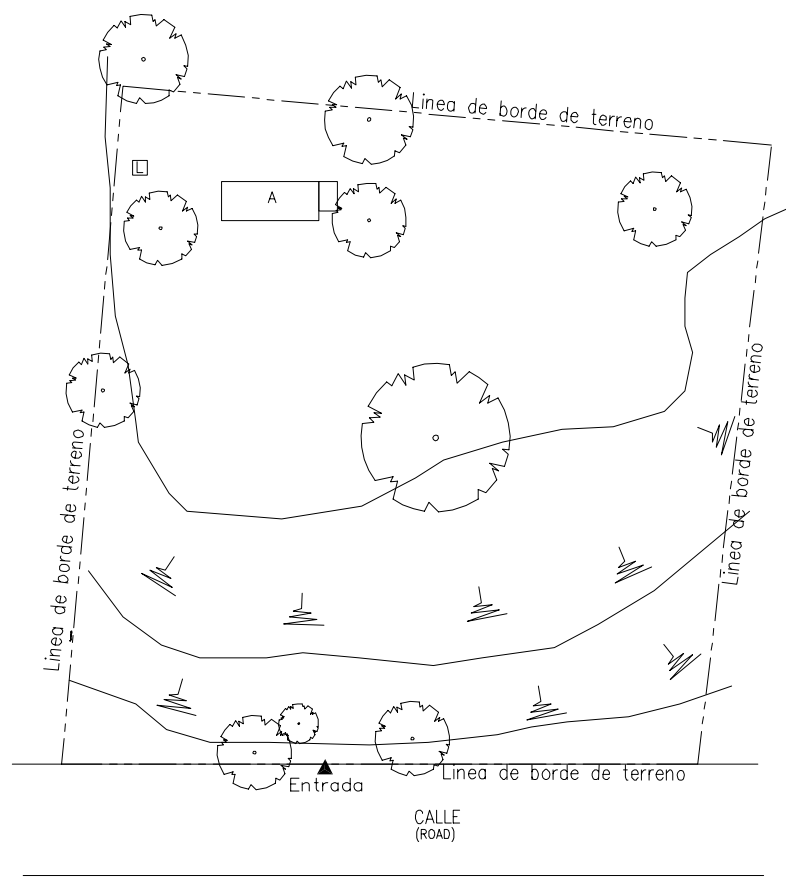 Linea de borde de terreno
L
A
Linea de borde de terreno
Linea de borde de terreno
Linea de borde de terreno
Entrada
CALLE
(ROAD)